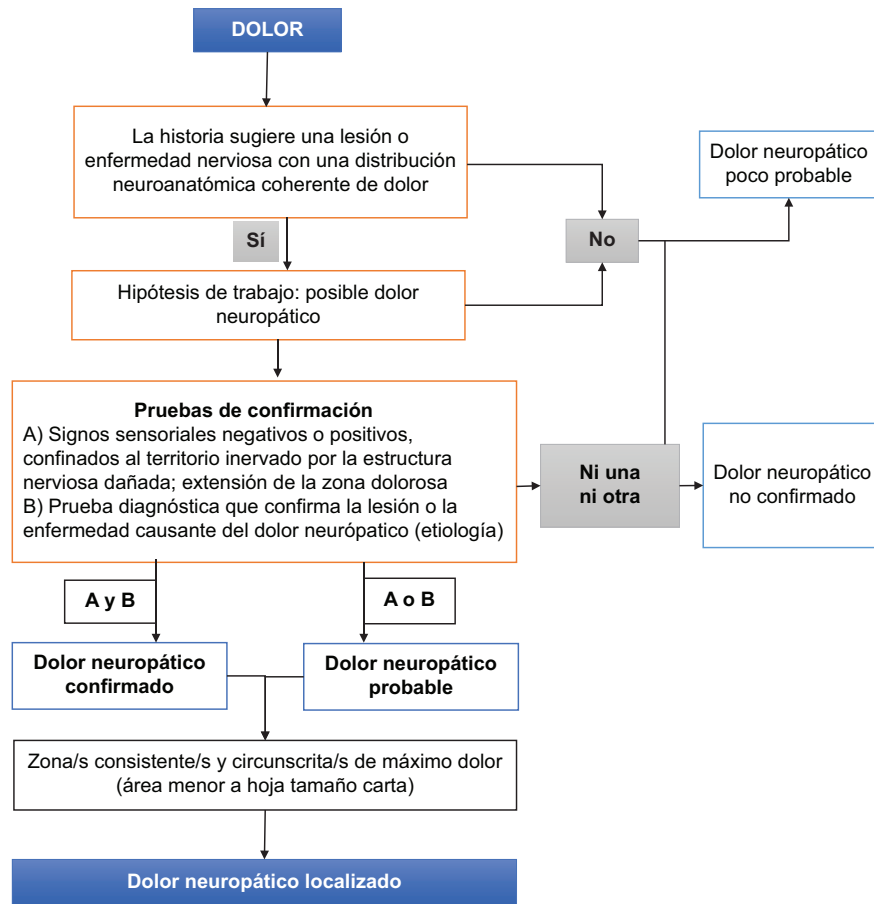 DOLOR
La historia sugiere una lesión o
enfermedad nerviosa con una distribución
neuroanatómica coherente de dolor
Dolor neuropático
poco probable
Sí
No
Hipótesis de trabajo: posible dolor
neuropático
Pruebas de confirmación
A) Signos sensoriales negativos o positivos,
confinados al territorio inervado por la estructura
nerviosa dañada; extensión de la zona dolorosa
B) Prueba diagnóstica que confirma la lesión o la
enfermedad causante del dolor neurópatico (etiología)
Ni una
ni otra
Dolor neuropático
no confirmado
A y B
A o B
Dolor neuropático
confirmado
Dolor neuropático
probable
Zona/s consistente/s y circunscrita/s de máximo dolor
(área menor a hoja tamaño carta)
Dolor neuropático localizado